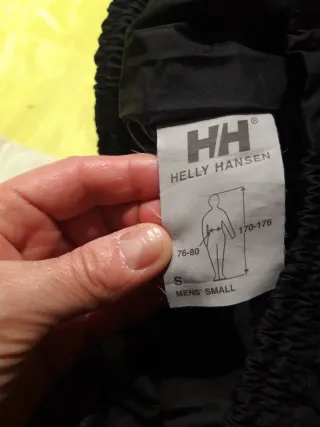 HH®
HELLY HANSEN
170-176
76-80
S
MENS' SMALL